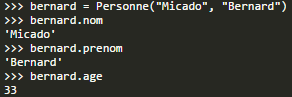 >>> bernard = Personne("Micado", "Bernard")
>>> bernard.nom
'Micado'
>>> bernard.prenom
'Bernard'
>>> bernard.age
33